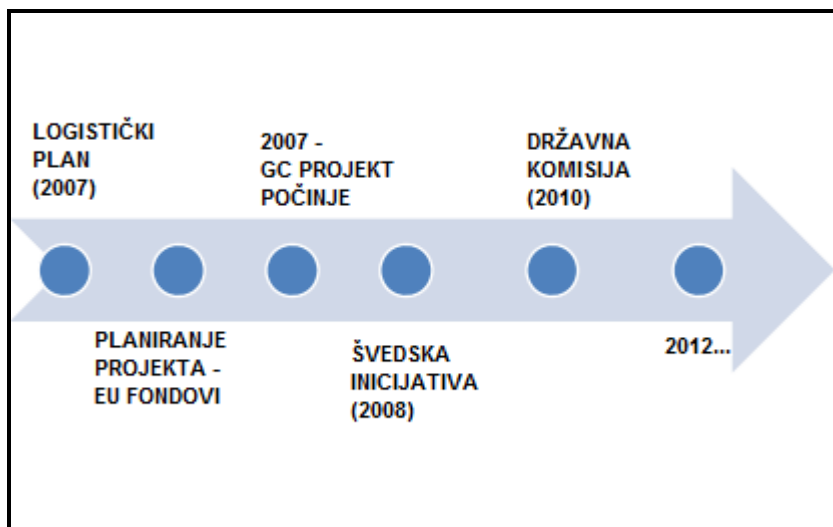 LOGISTIČKI
PLAN
(2007)
PLANIRANJE
PROJEKTA -
EU FONDOVI
2007 -
GC PROJEKT
POČINJE
ŠVEDSKA
INICIJATIVA
(2008)
DRŽAVNA
KOMISIJA
(2010)
2012...